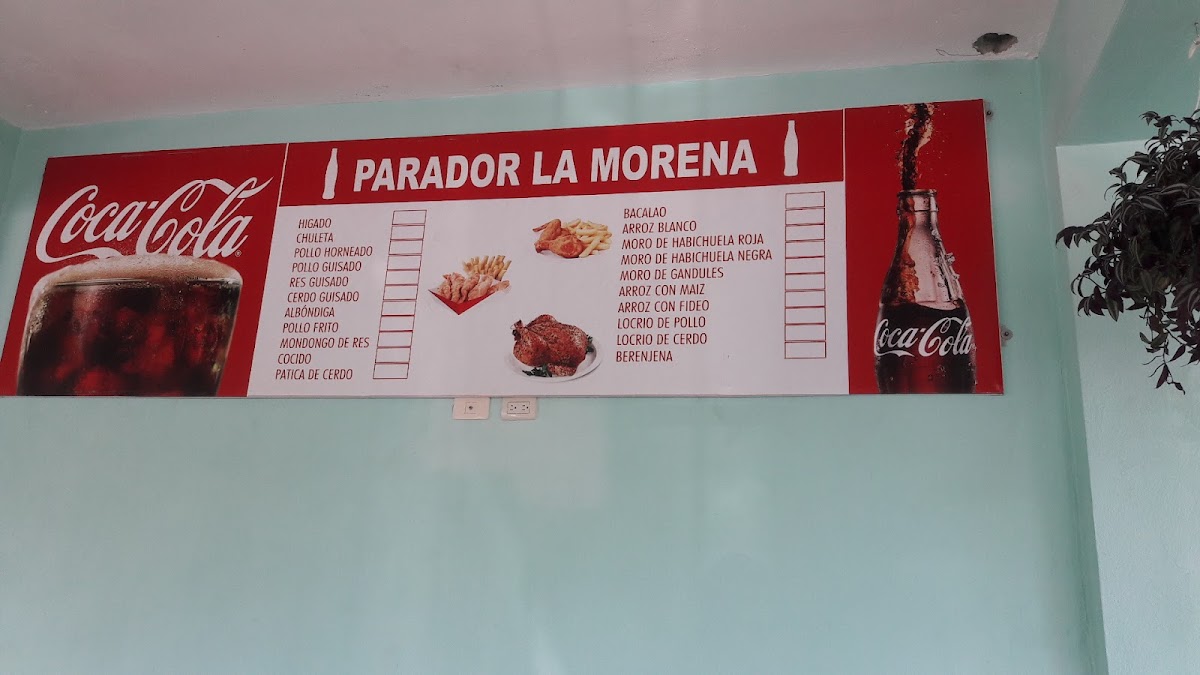 Coca-Cola
PARADOR LA MORENA
HIGADO
CHULETA
POLLO HORNEADO
POLLO GUISADO
RES GUISADO
CERDO GUISADO
ALBÓNDIGA
POLLO FRITO
MONDONGO DE RES
COCIDO
PATICA DE CERDO
BACALAO
ARROZ BLANCO
MORO DE HABICHUELA ROJA
MORO DE HABICHUELA NEGRA
MORO DE GANDULES
ARROZ CON MAIZ
ARROZ CON FIDEO
LOCRIO DE POLLO
LOCRIO DE CERDO
BERENJENA
Coca-Cola